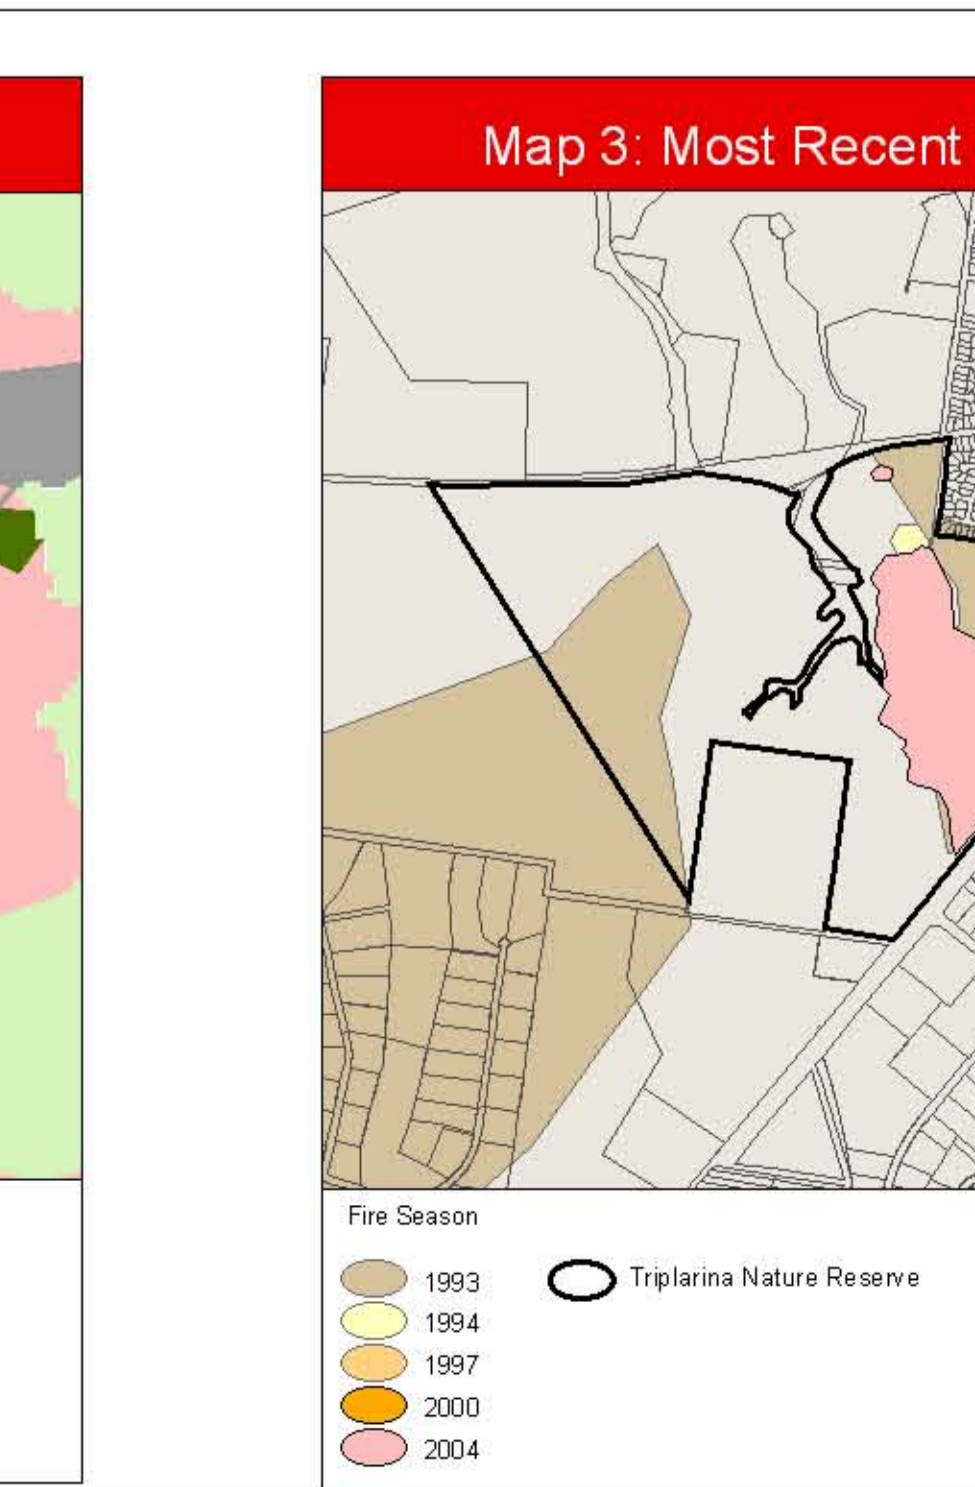 Map 3: Most Recent
Fire Season
1993
Triplarina Nature Reserve
1994
1997
2000
2004